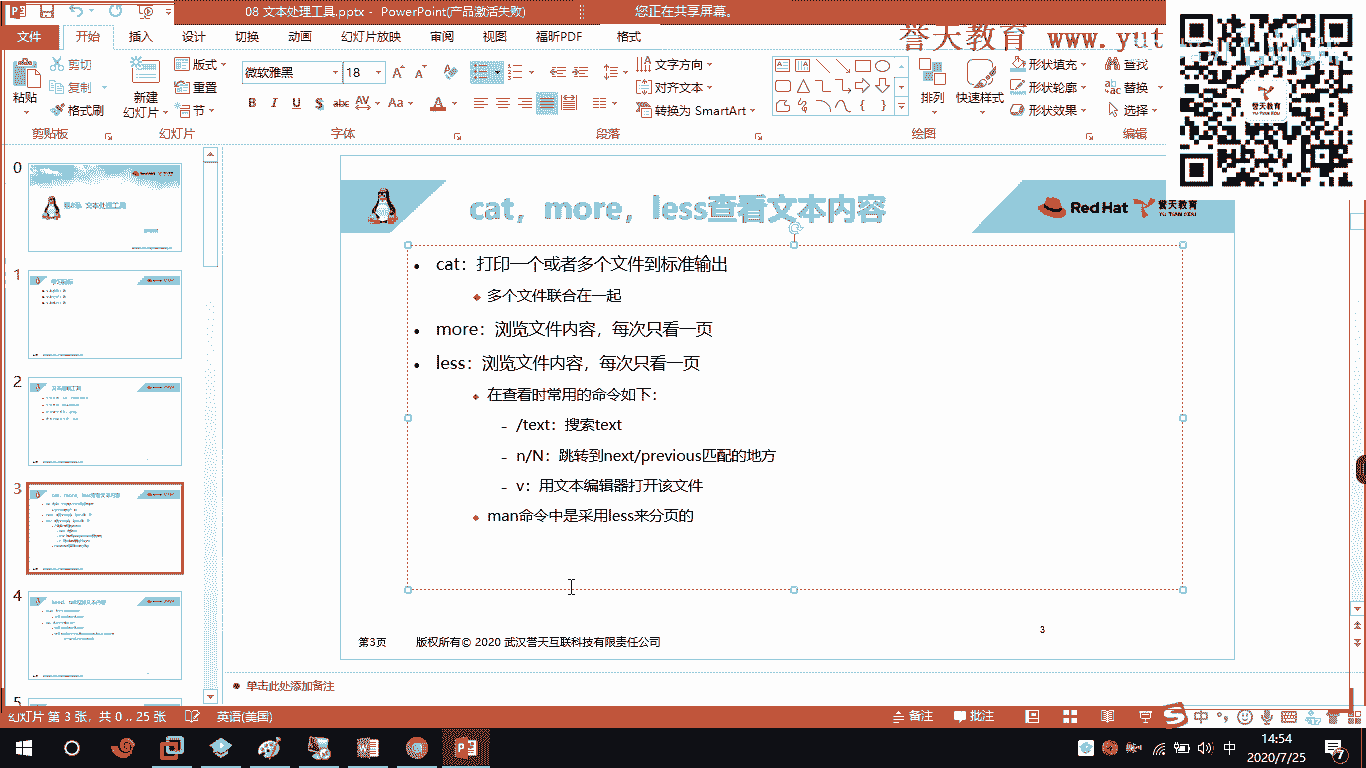 08 文本处理工具.pptx - PowerPoint(产品激活失败)
您正在共享屏幕。
文件 开始 插入 设计 切换 动画 幻灯片放映 审阅 视图 福昕PDF 格式
誉天教育 www.yut
粘贴
剪切
复制
格式刷
剪贴板
新建
幻灯片
版式
重置
节
幻灯片
微软雅黑 18
B I U S abc AV Aa A
字体
文字方向
对齐文本
转换为 SmartArt
段落
排列
快速样式
形状填充
形状轮廓
形状效果
绘图
查找
替换
选择
编辑
誉天教育
YU TIAN EDU
0
1
2
3
4
5
cat，more，less查看文本内容
Red Hat
誉天教育
YU TIAN EDU
• cat：打印一个或者多个文件到标准输出
多个文件联合在一起
• more：浏览文件内容，每次只看一页
• less：浏览文件内容，每次只看一页
在查看时常用的命令如下：
– /text：搜索text
– n/N：跳转到next/previous匹配的地方
– v：用文本编辑器打开该文件
man命令中是采用less来分页的
3
第3页 版权所有© 2020 武汉誉天互联科技有限责任公司
单击此处添加备注
幻灯片 第 3 张，共 0 .. 25 张 英语(美国)
备注 批注
中
中
14:54
2020/7/25
7